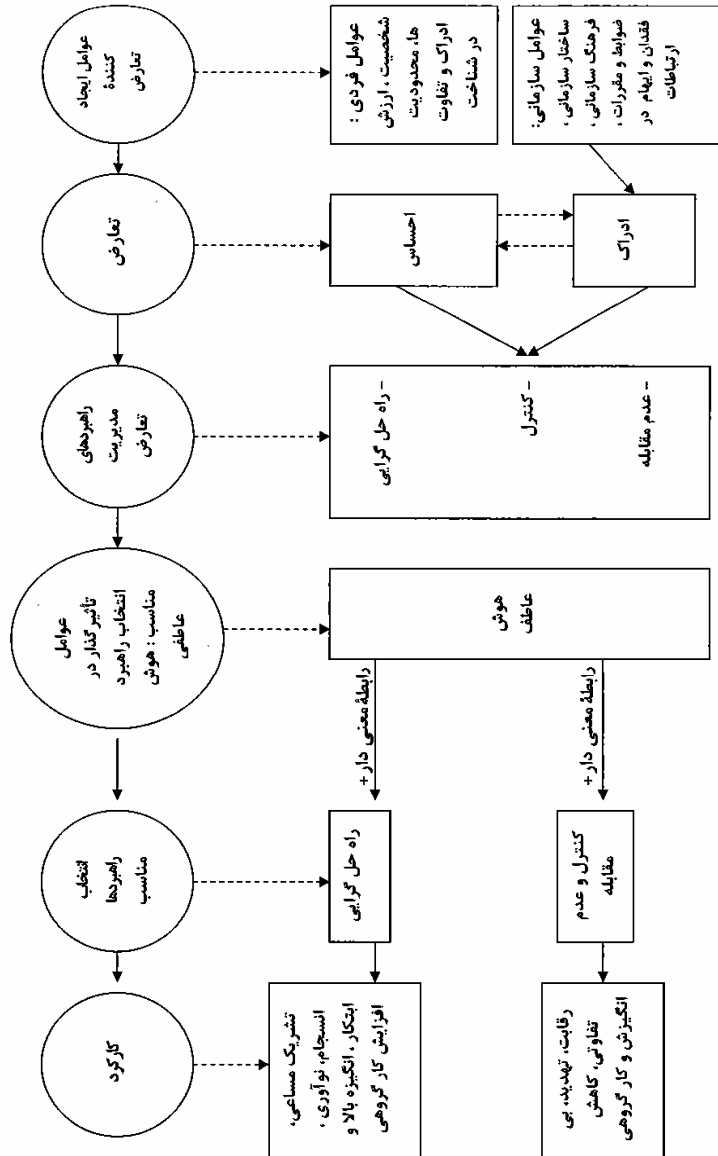 عوامل ایجاد
کنندهٔ
تعارض
عوامل فردی :
شخصیت ، ارزش
ها، محدودیت
ادراک و تفاوت
در شناخت
عوامل سازمانی:
ساختار سازمانی ،
فرهنگ سازمانی ،
ضوابط و مقررات ،
فقدان و ابهام در
ارتباطات
تعارض
احساس
ادراک
راهبردهای
مدیریت
تعارض
- راه حل گرایی
- کنترل
- عدم مقابله
عوامل
تاثیرگذار در
انتخاب راهبرد
مناسب : هوش
عاطفی
هوش
عاطف
رابطهٔ معنی دار+
رابطهٔ معنی دار+
انتخاب
راهبردها
مناسب
راه حل گرایی
کنترل و عدم
مقابله
کارکرد
تشریک مساعی،
انسجام، نوآوری ،
ابتکار ، انگیزه بالا و
افزایش کار گروهی
رقابت، تهدید، بی
تفاوتی، کاهش
انگیزش و کار گروهی